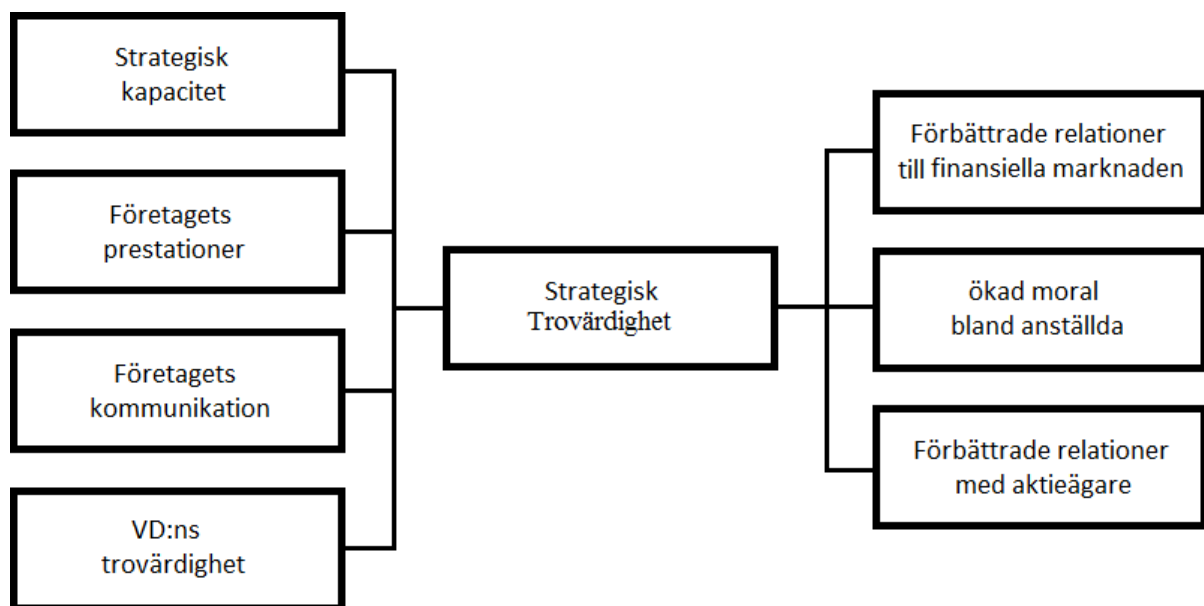 Strategisk
kapacitet
Företagets
prestationer
Företagets
kommunikation
VD:ns
trovärdighet
Strategisk
Trovärdighet
Förbättrade relationer
till finansiella marknaden
ökad moral
bland anställda
Förbättrade relationer
med aktieägare